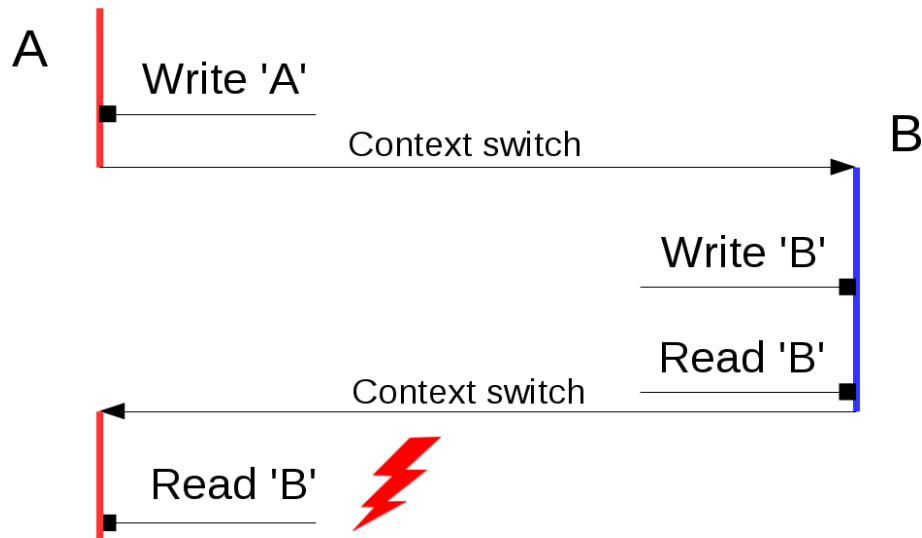 A
Write 'A'
Context switch
B
Write 'B'
Read 'B'
Context switch
Read 'B'